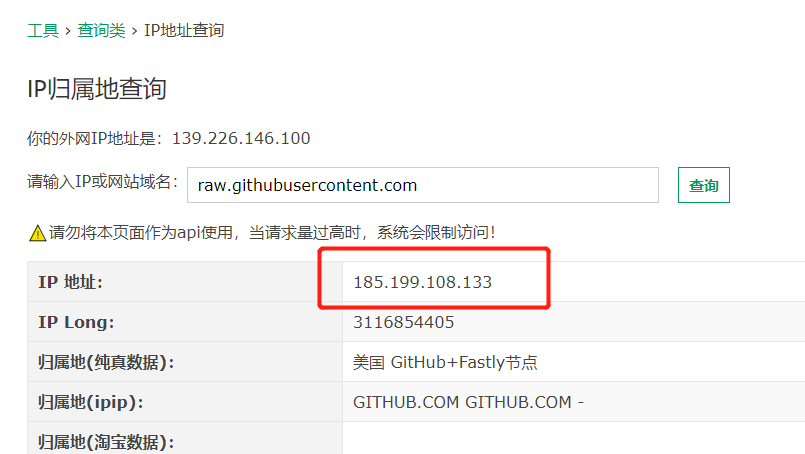 工具 › 查询类 › IP地址查询
IP归属地查询
你的外网IP地址是：139.226.146.100
请输入IP或网站域名： raw.githubusercontent.com 查询
请勿将本页面作为api使用，当请求量过高时，系统会限制访问！
IP 地址： 185.199.108.133
IP Long： 3116854405
归属地(纯真数据)： 美国 GitHub+Fastly节点
归属地(ipip)： GITHUB.COM GITHUB.COM -
归属地(淘宝数据)：